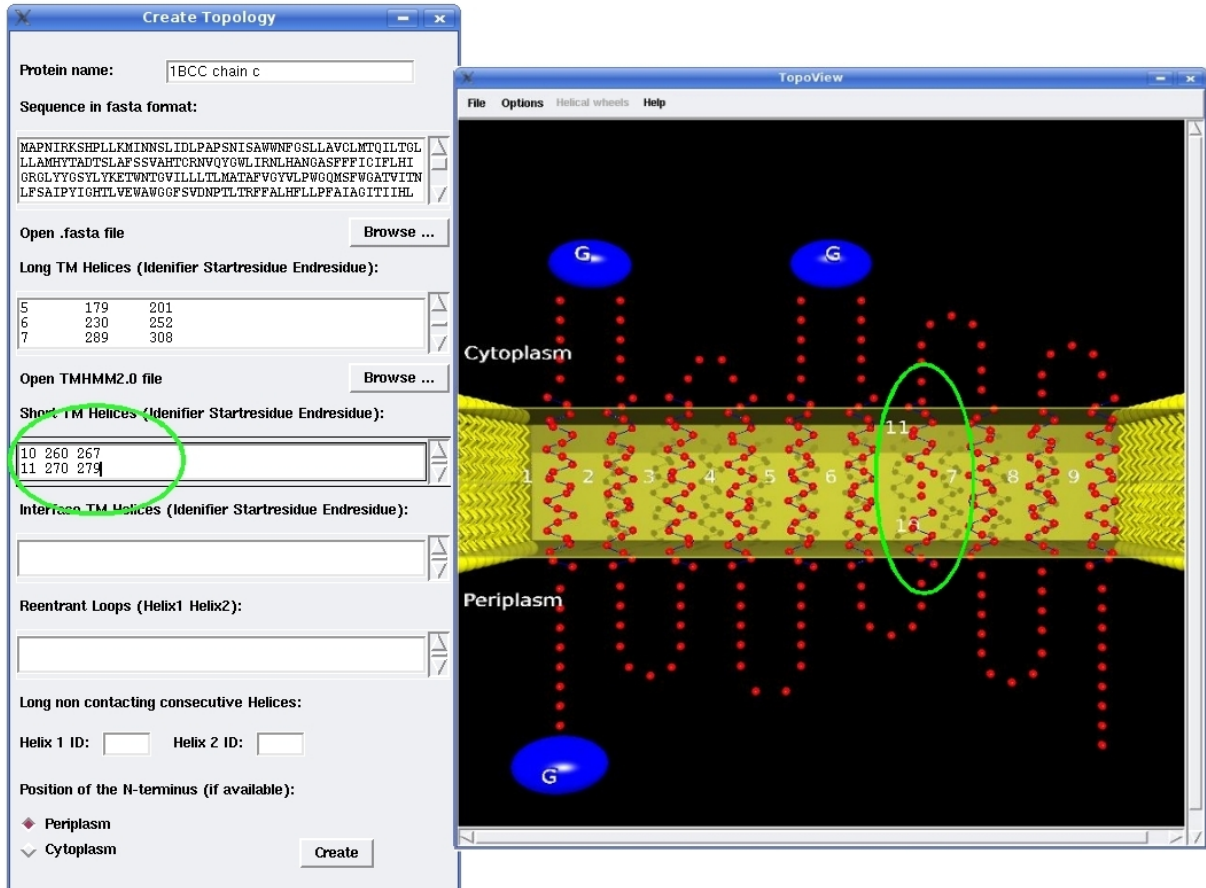 Create Topology
Protein name:
1BCC chain c
Sequence in fasta format:
MAPNIRKSHPLLKMINNSLIDLPAPSNISAWWNFGSLLAVCLMTQILTGL
LLAMHYTADTSLAFSSVAHTCRNVQYGWLIRNLHANGASFFFICIFLHI
GRGLYYGSYLYKETWNTGVILLLTLMATAFVGYVLPWGQMSFWGATVITN
LFSAIPYIGHTLVEWAWGGFSVDNPTLTRFFALHFLLPFAIAGITIIHL
Open .fasta file
Browse ...
Long TM Helices (Idenifier Startresidue Endresidue):
5 179 201
6 230 252
7 289 308
Open TMHMM2.0 file
Browse ...
Short TM Helices (Idenifier Startresidue Endresidue):
10 260 267
11 270 279
Interfase TM Helices (Idenifier Startresidue Endresidue):
Reentrant Loops (Helix1 Helix2):
Long non contacting consecutive Helices:
Helix 1 ID:
Helix 2 ID:
Position of the N-terminus (if available):
Periplasm
Cytoplasm
Create
TopoView
File Options Helical wheels Help
G G
Cytoplasm
11
1 2 3 4 5 6 7 8 9
Periplasm
G